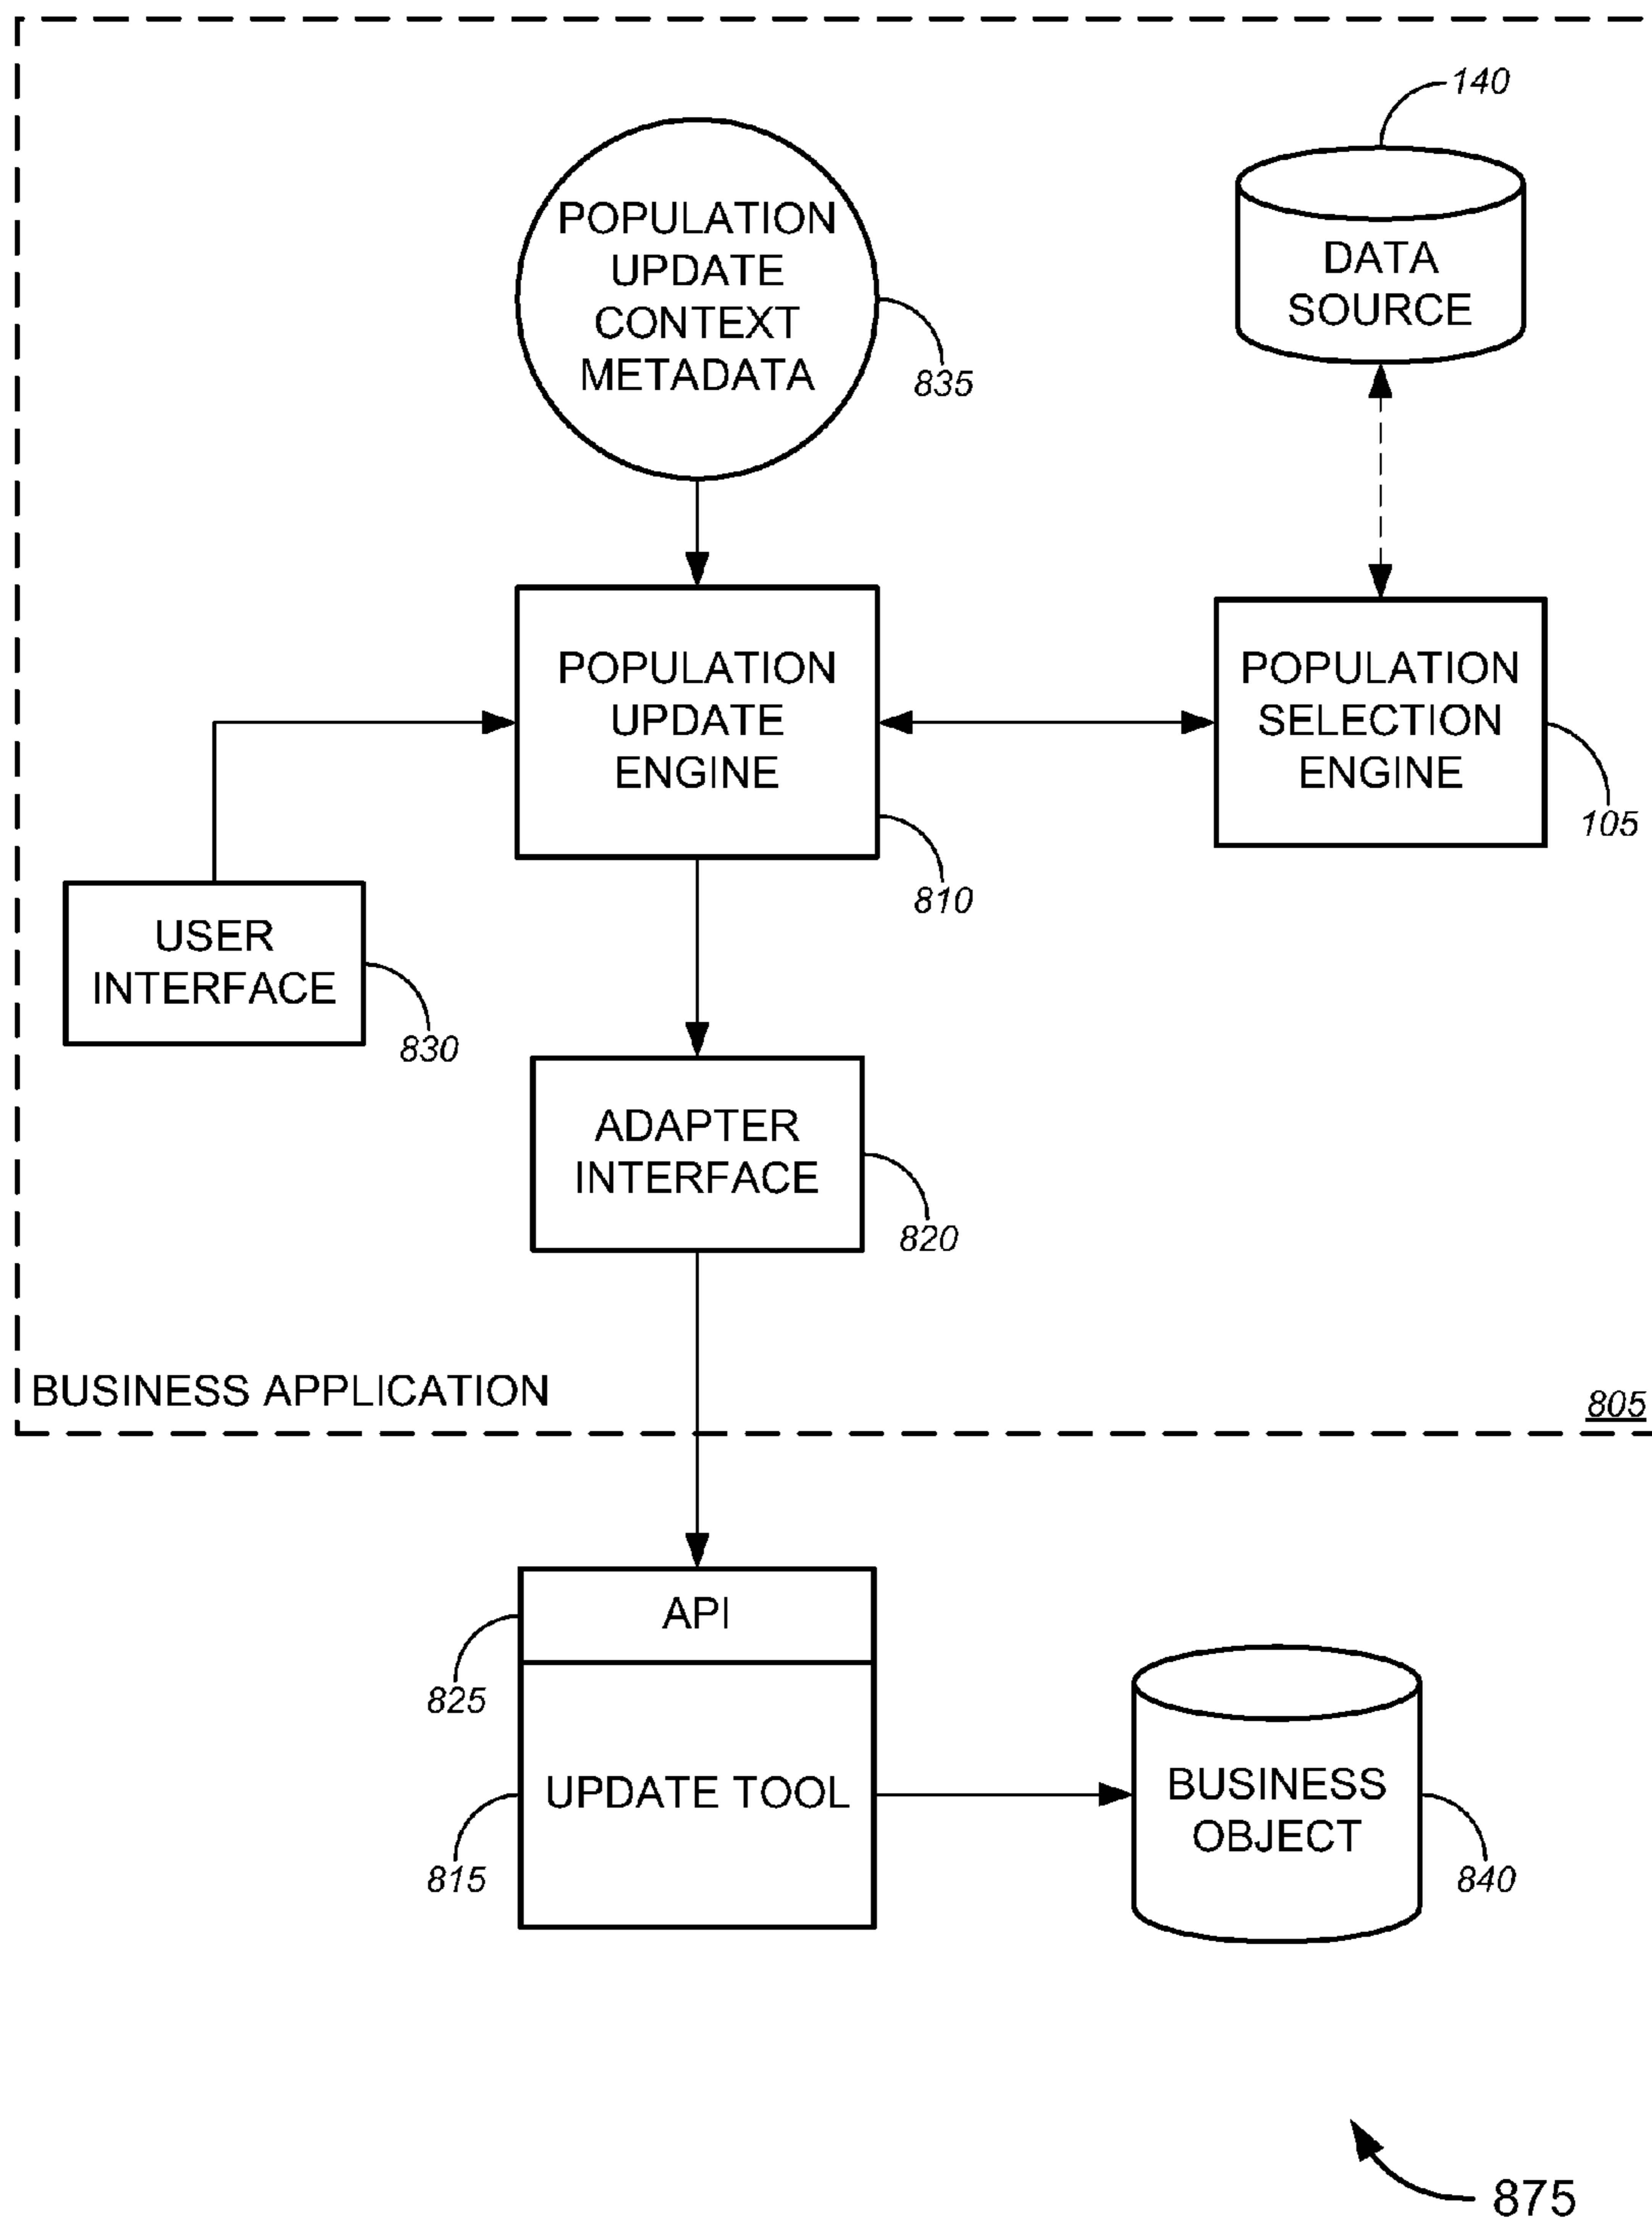 140
POPULATION
UPDATE
CONTEXT
METADATA
835
DATA
SOURCE
POPULATION
UPDATE
ENGINE
810
POPULATION
SELECTION
ENGINE
105
USER
INTERFACE
830
ADAPTER
INTERFACE
820
BUSINESS APPLICATION
805
API
825
UPDATE TOOL
815
BUSINESS
OBJECT
840
875